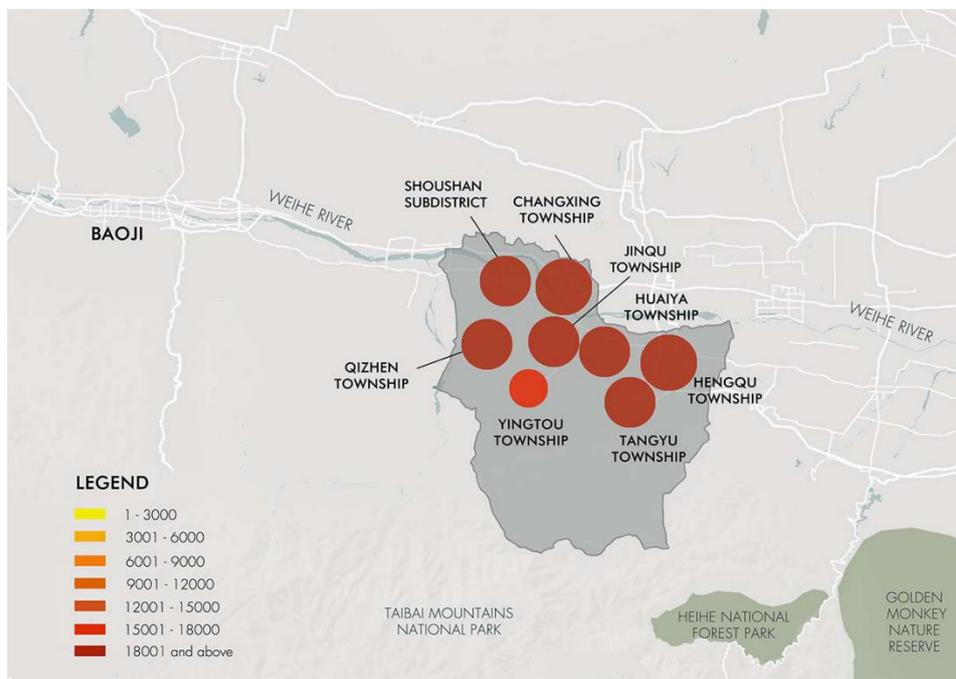 SHOUSHAN
SUBDISTRICT
CHANGXING
TOWNSHIP
WEIHE RIVER
BAOJI
JINQU
TOWNSHIP
HUAIYA
TOWNSHIP
WEIHE RIVER
QIZHEN
TOWNSHIP
HENGQU
TOWNSHIP
YINGTOU
TOWNSHIP
TANGYU
TOWNSHIP
LEGEND
1 - 3000
3001 - 6000
6001 - 9000
9001 - 12000
12001 - 15000
15001 - 18000
18001 and above
TAIBAI MOUNTAINS
NATIONAL PARK
HEIHE NATIONAL
FOREST PARK
GOLDEN
MONKEY
NATURE
RESERVE